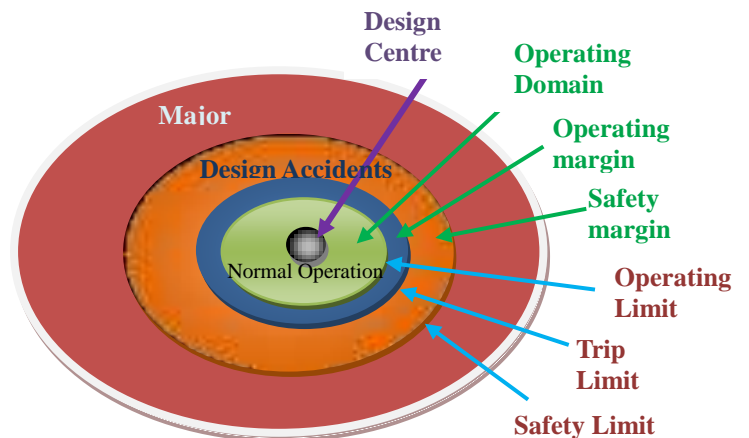 Design
Centre
Operating
Domain
Major
Operating
margin
Design Accidents
Safety
margin
Normal Operation
Operating
Limit
Trip
Limit
Safety Limit